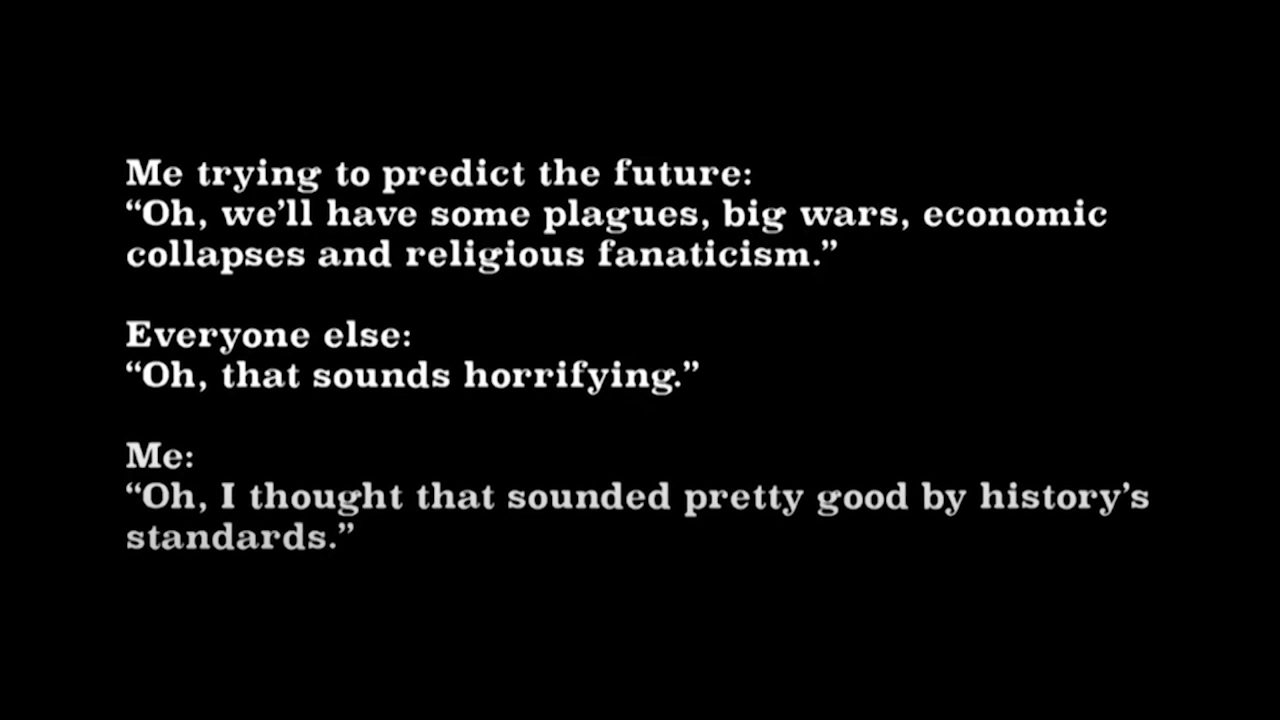 Me trying to predict the future:
“Oh, we’ll have some plagues, big wars, economic
collapses and religious fanaticism.”
Everyone else:
“Oh, that sounds horrifying.”
Me:
“Oh, I thought that sounded pretty good by history’s
standards.”